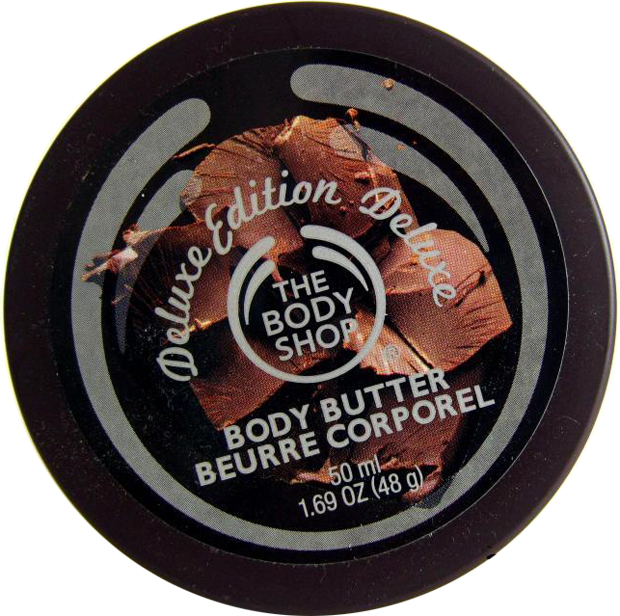 Deluxe Edition Deluxe
THE
BODY
SHOP
BODY BUTTER
BEURRE CORPOREL
50 ml
1.69 OZ (48 g)